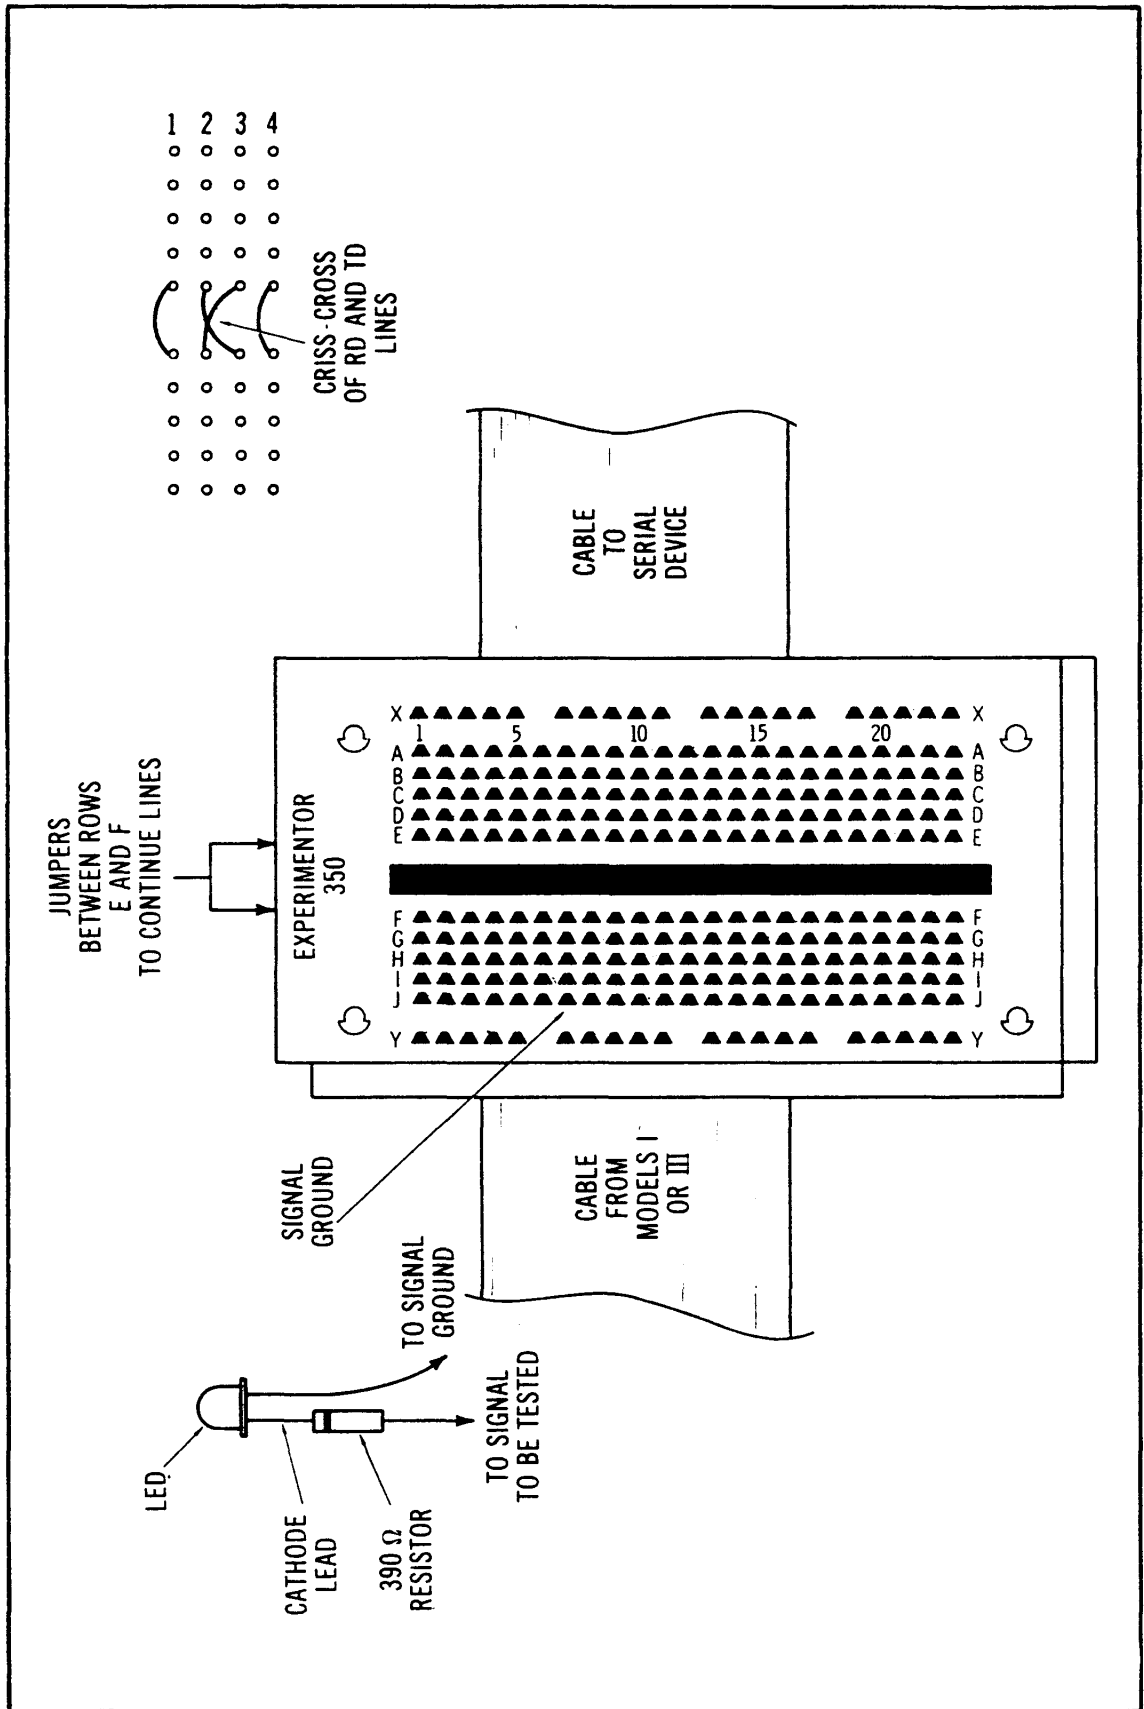 JUMPERS
BETWEEN ROWS
E AND F
TO CONTINUE LINES
1
2
3
4
CRISS-CROSS
OF RD AND TD
LINES
LED
CATHODE
LEAD
390 Ω
RESISTOR
TO SIGNAL
TO BE TESTED
TO SIGNAL
GROUND
SIGNAL
GROUND
CABLE
FROM
MODELS I
OR III
EXPERIMENTOR
350
X
1 5 10 15 20
X
A A
B B
C C
D D
E E
F F
G G
H H
I I
J J
Y Y
CABLE
TO
SERIAL
DEVICE